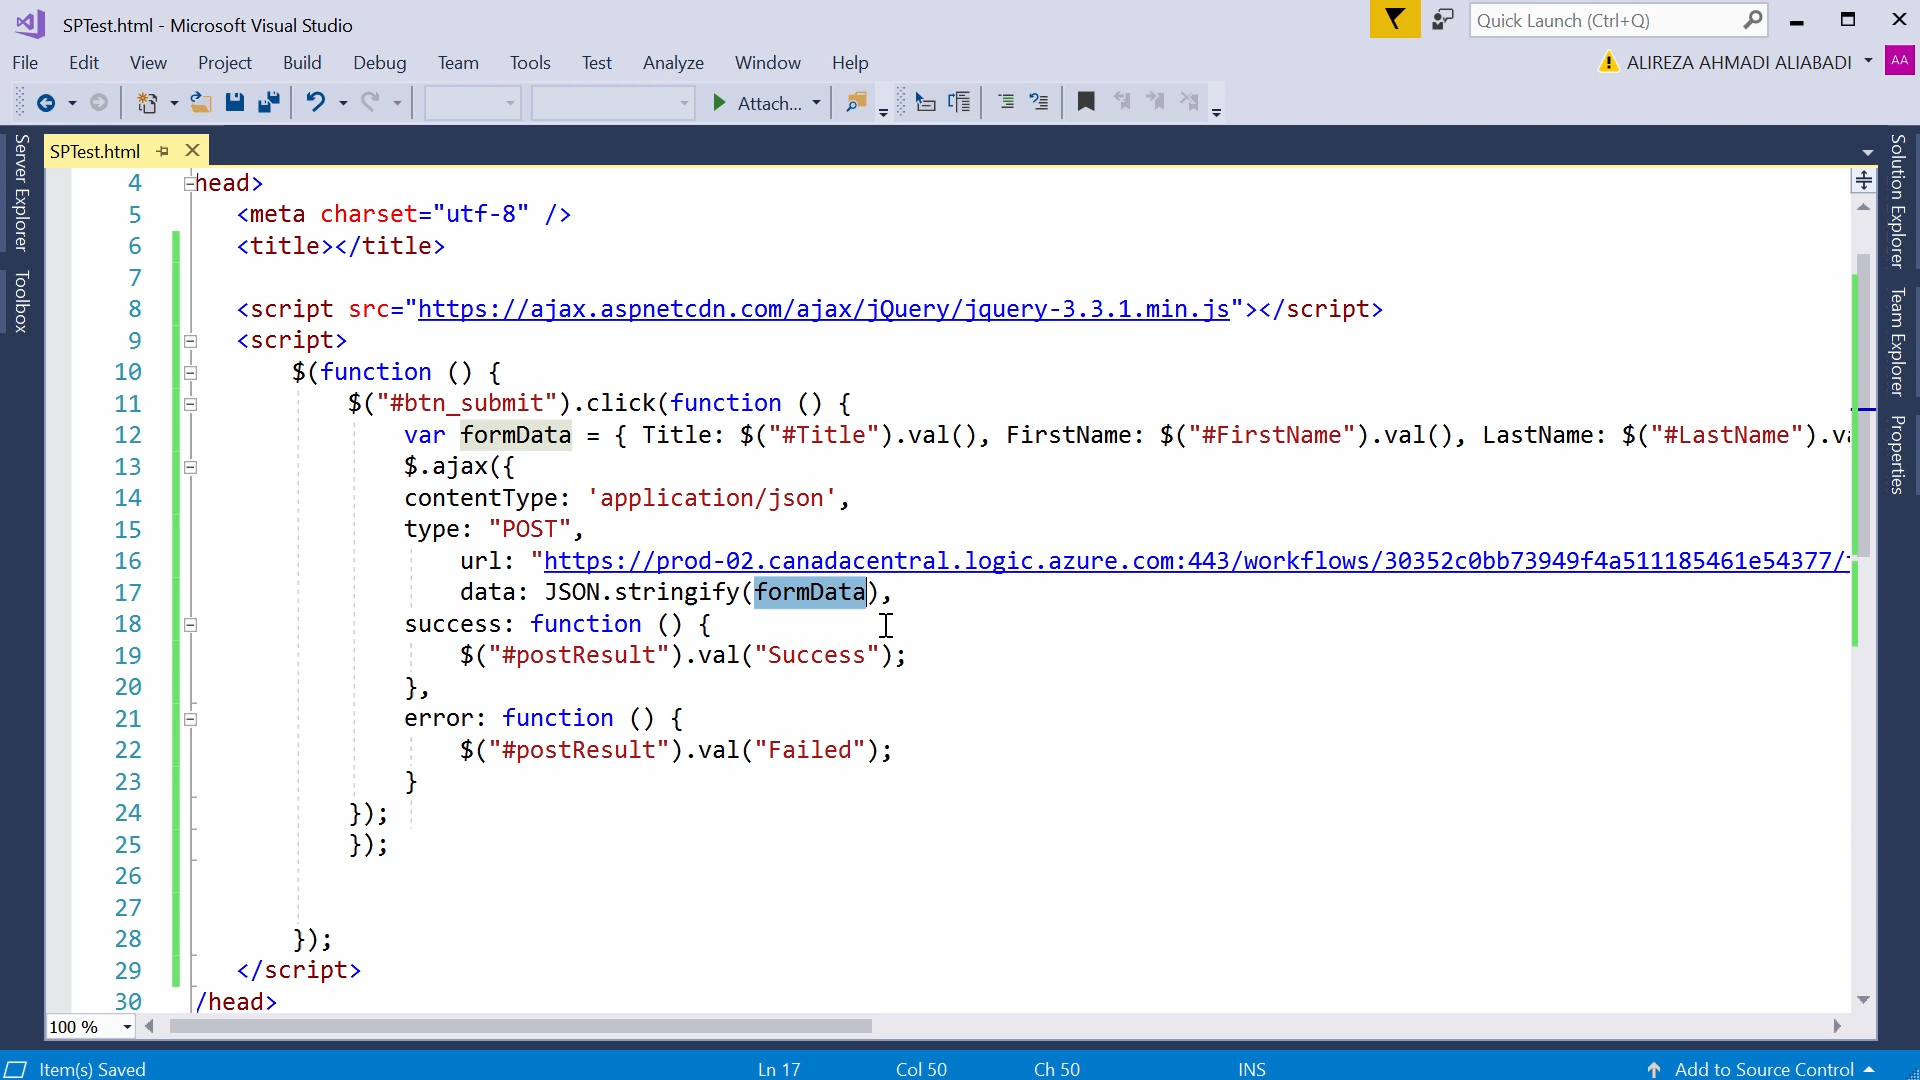 SPTest.html - Microsoft Visual Studio
Quick Launch (Ctrl+Q)
File Edit View Project Build Debug Team Tools Test Analyze Window Help
ALIREZA AHMADI ALIABADI AA
Attach...
Server Explorer
Toolbox
Solution Explorer
Team Explorer
Properties
SPTest.html
4 head>
5 <meta charset="utf-8" />
6 <title></title>
7
8 <script src="https://ajax.aspnetcdn.com/ajax/jQuery/jquery-3.3.1.min.js"></script>
9 <script>
10 $(function () {
11 $("#btn_submit").click(function () {
12 var formData = { Title: $("#Title").val(), FirstName: $("#FirstName").val(), LastName: $("#LastName").va
13 $.ajax({
14 contentType: 'application/json',
15 type: "POST",
16 url: "https://prod-02.canadacentral.logic.azure.com:443/workflows/30352c0bb73949f4a511185461e54377/
17 data: JSON.stringify(formData),
18 success: function () {
19 $("#postResult").val("Success");
20 },
21 error: function () {
22 $("#postResult").val("Failed");
23 }
24 });
25 });
26
27
28 });
29 </script>
30 /head>
100 %
Item(s) Saved Ln 17 Col 50 Ch 50 INS Add to Source Control